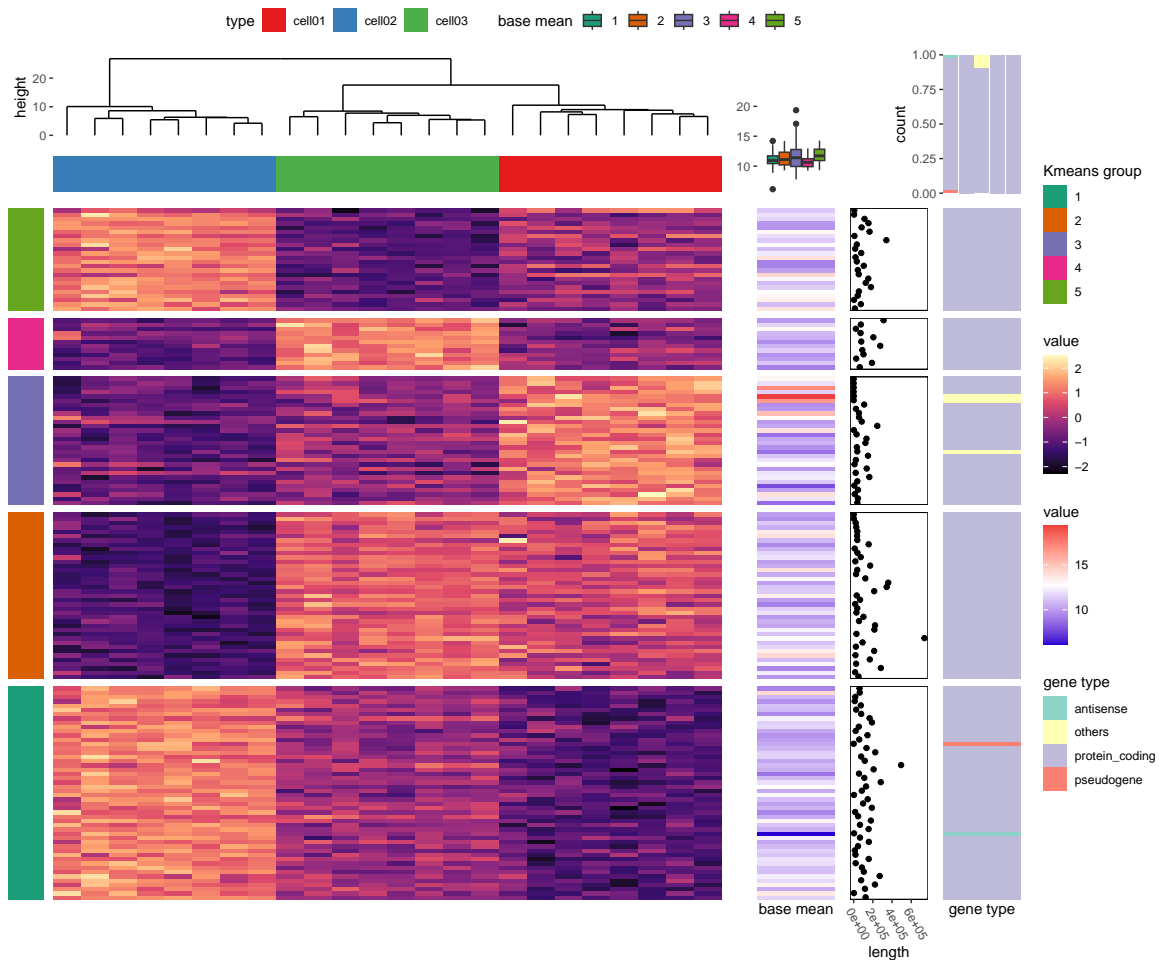 type cell01 cell02 cell03 base mean 1 2 3 4 5
height
20
10
0
20
15
10
count
1.00
0.75
0.50
0.25
0.00
Kmeans group
1
2
3
4
5
value
2
1
0
−1
−2
value
15
10
gene type
antisense
others
protein_coding
pseudogene
base mean
0e+00
2e+05
4e+05
6e+05
length
gene type